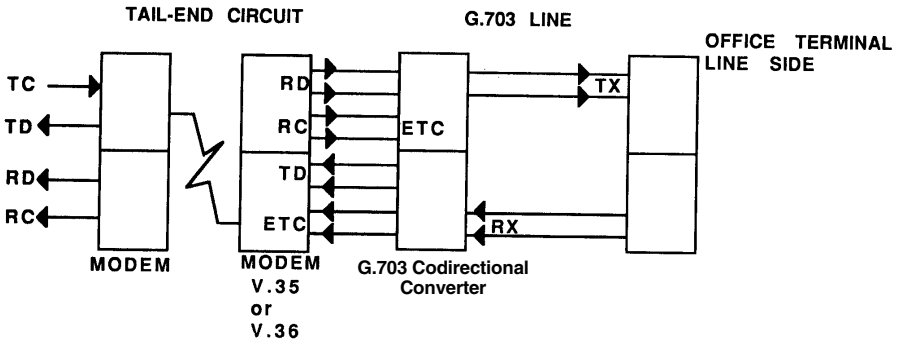 TAIL-END CIRCUIT
G.703 LINE
OFFICE TERMINAL
LINE SIDE
TC
TD
RD
RC
RD
RC
TD
ETC
ETC
TX
RX
MODEM
MODEM
V.35
or
V.36
G.703 Codirectional
Converter